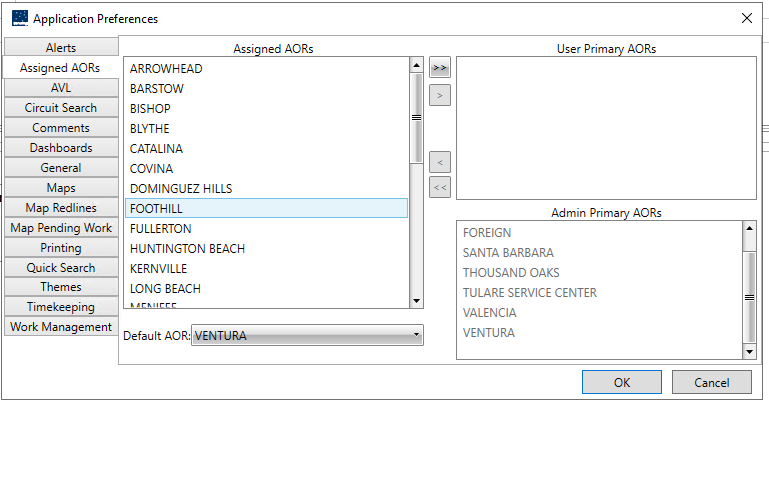 Application Preferences
Alerts
Assigned AORs
AVL
Circuit Search
Comments
Dashboards
General
Maps
Map Redlines
Map Pending Work
Printing
Quick Search
Themes
Timekeeping
Work Management
Assigned AORs
ARROWHEAD
BARSTOW
BISHOP
BLYTHE
CATALINA
COVINA
DOMINGUEZ HILLS
FOOTHILL
FULLERTON
HUNTINGTON BEACH
KERNVILLE
LONG BEACH
MENIFEE
Default AOR: VENTURA
>>
>
<
<<
User Primary AORs
Admin Primary AORs
FOREIGN
SANTA BARBARA
THOUSAND OAKS
TULARE SERVICE CENTER
VALENCIA
VENTURA
OK
Cancel